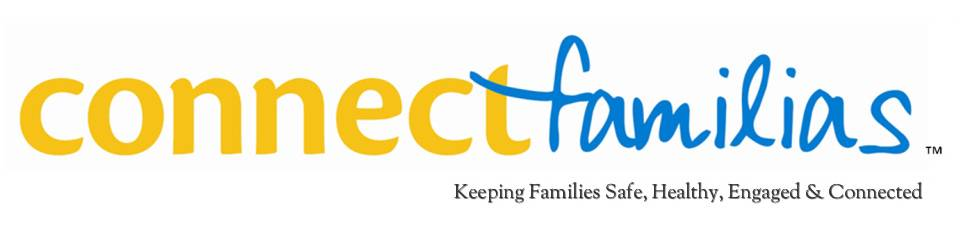 connectfamilias™
Keeping Families Safe, Healthy, Engaged & Connected